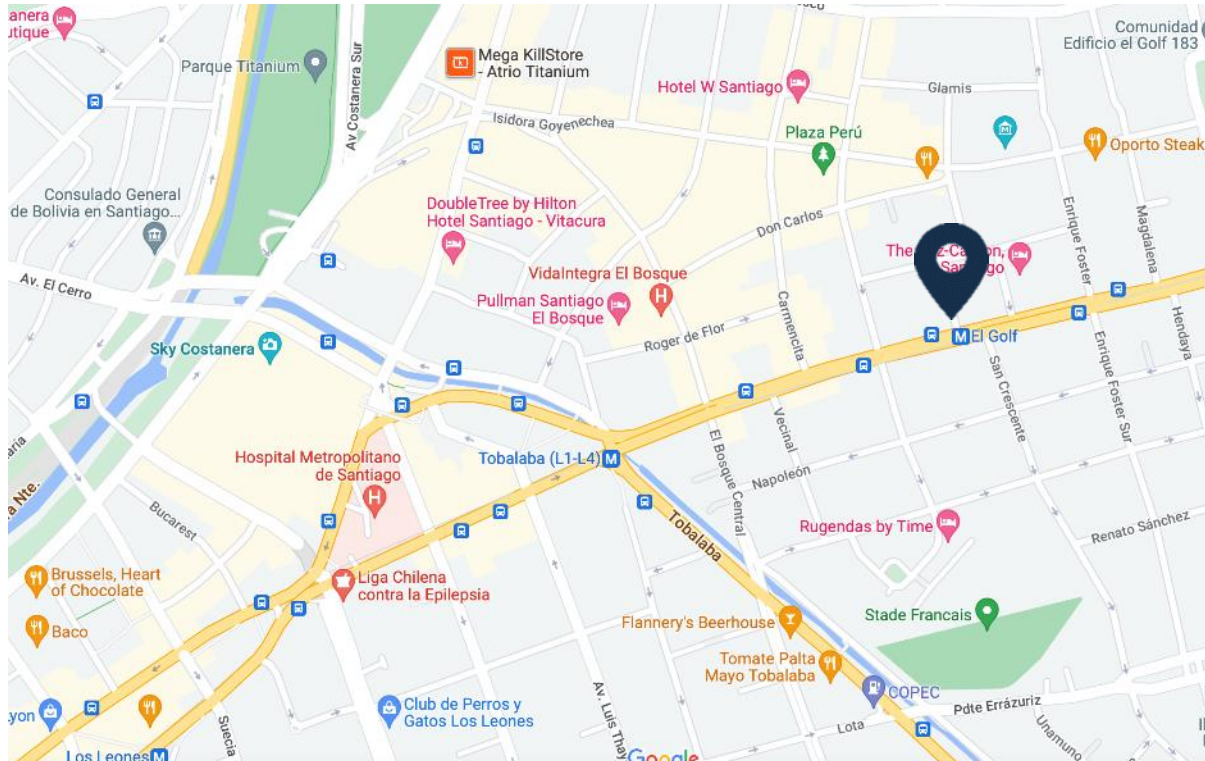 anera
utique
Parque Titanium
Av Costanera Sur
Mega KillStore
- Atrio Titanium
Hotel W Santiago
Comunidad
Edificio el Golf 183
Glamis
Isidora Goyenechea
Plaza Perú
Oporto Steak
Consulado General
de Bolivia en Santiago...
DoubleTree by Hilton
Hotel Santiago - Vitacura
Don Carlos
Enrique Foster
Magdalena
VidaIntegra El Bosque
Santiago
Av. El Cerro
Pullman Santiago
El Bosque
Carmencita
Hendaya
Sky Costanera
Roger de Flor
M El Golf
San Crescente
Enrique Foster Sur
Vecinal
El Bosque Central
Hospital Metropolitano
de Santiago
Tobalaba (L1-L4) M
Napoleón
a Nte.
Bucarest
Tobalaba
Rugendas by Time
Renato Sánchez
Brussels, Heart
of Chocolate
Liga Chilena
contra la Epilepsia
Baco
Flannery's Beerhouse
Stade Francais
Tomate Palta
Mayo Tobalaba
COPEC
Lyon
Club de Perros y
Gatos Los Leones
Av. Luis Thay
Lota
Pdte Errázuriz
Unamuno
Suecia
Los Leones M
Google